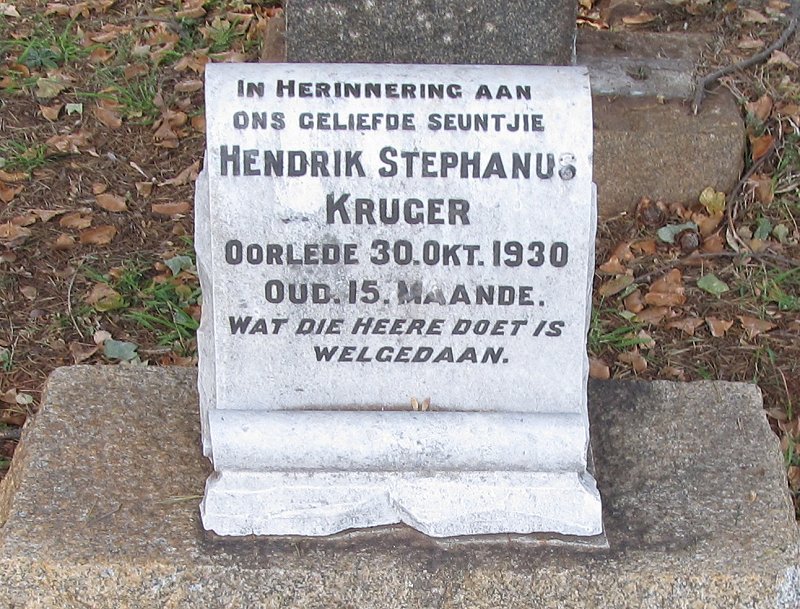 In Herinnering aan
ons geliefde seuntjie
Hendrik Stephanus
Kruger
Oorlede 30. Okt. 1930
Oud. 15. Maande.
Wat die Heere doet is
welgedaan.